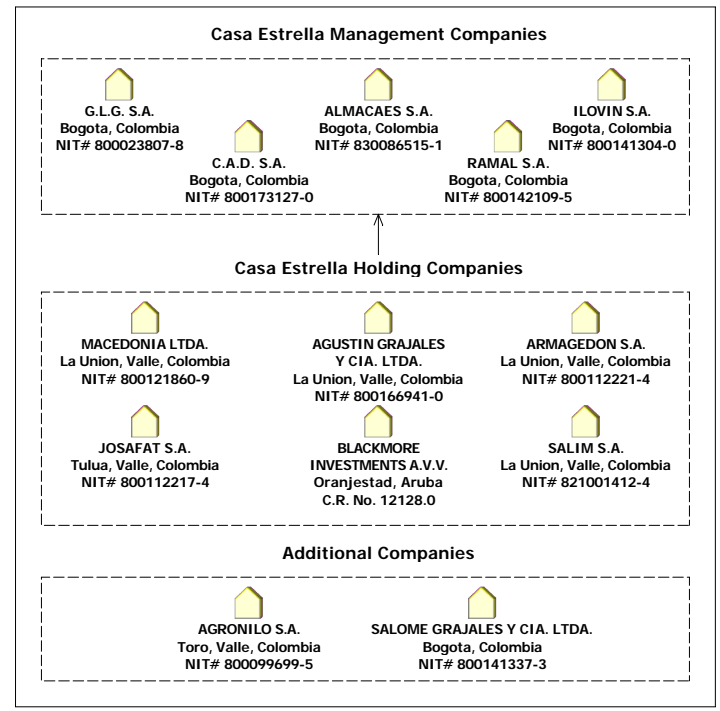 Casa Estrella Management Companies
G.L.G. S.A.
Bogota, Colombia
NIT# 800023807-8
C.A.D. S.A.
Bogota, Colombia
NIT# 800173127-0
ALMACAES S.A.
Bogota, Colombia
NIT# 830086515-1
RAMAL S.A.
Bogota, Colombia
NIT# 800142109-5
ILOVIN S.A.
Bogota, Colombia
NIT# 800141304-0
Casa Estrella Holding Companies
MACEDONIA LTDA.
La Union, Valle, Colombia
NIT# 800121860-9
AGUSTIN GRAJALES
Y CIA. LTDA.
La Union, Valle, Colombia
NIT# 800166941-0
ARMAGEDON S.A.
La Union, Valle, Colombia
NIT# 800112221-4
JOSAFAT S.A.
Tulua, Valle, Colombia
NIT# 800112217-4
BLACKMORE
INVESTMENTS A.V.V.
Oranjestad, Aruba
C.R. No. 12128.0
SALIM S.A.
La Union, Valle, Colombia
NIT# 821001412-4
Additional Companies
AGRONILO S.A.
Toro, Valle, Colombia
NIT# 800099699-5
SALOME GRAJALES Y CIA. LTDA.
Bogota, Colombia
NIT# 800141337-3